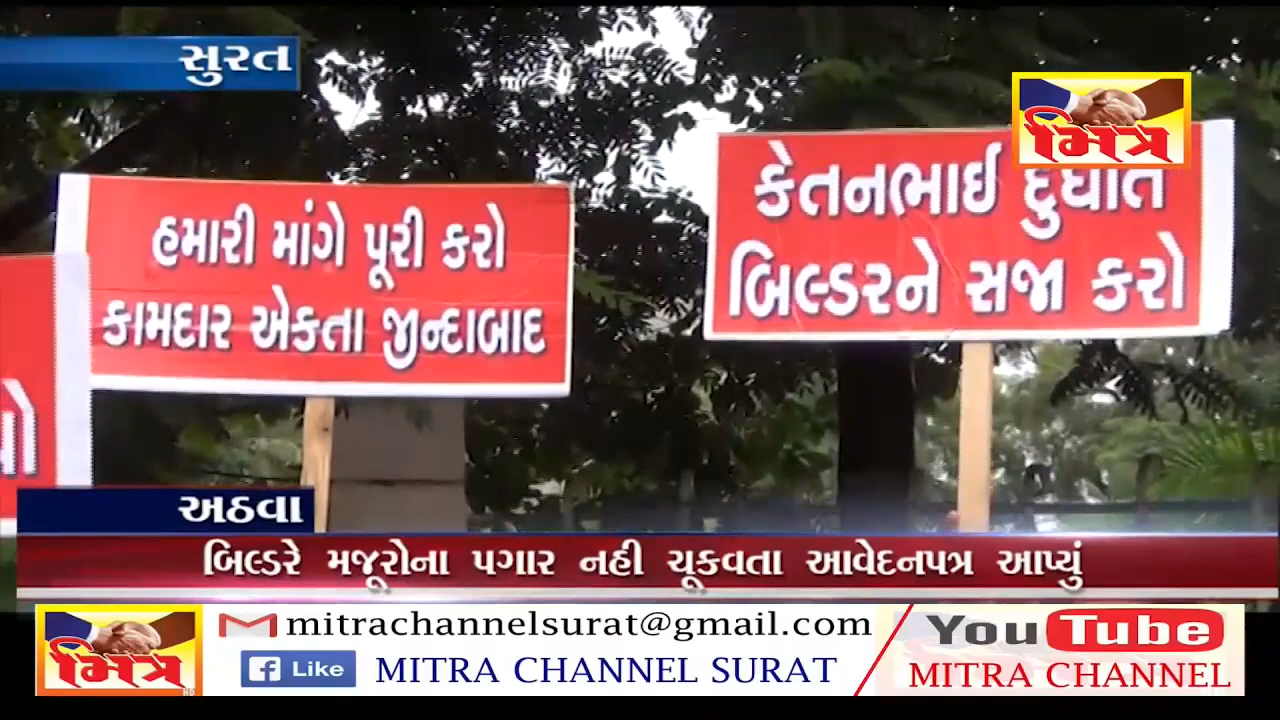 સુરત
મિત્ર
હમારી માંગે પૂરી કરો
કામદાર એકતા જીન્દાબાદ
કેતનભાઈ દુધાત
બિલ્ડરને સજા કરો
અઠવા
બિલ્ડરે મજૂરોના પગાર નહી ચૂકવતા આવેદનપત્ર આપ્યું
મિત્ર
mitrachannelsurat@gmail.com
f Like MITRA CHANNEL SURAT
YouTube
MITRA CHANNEL